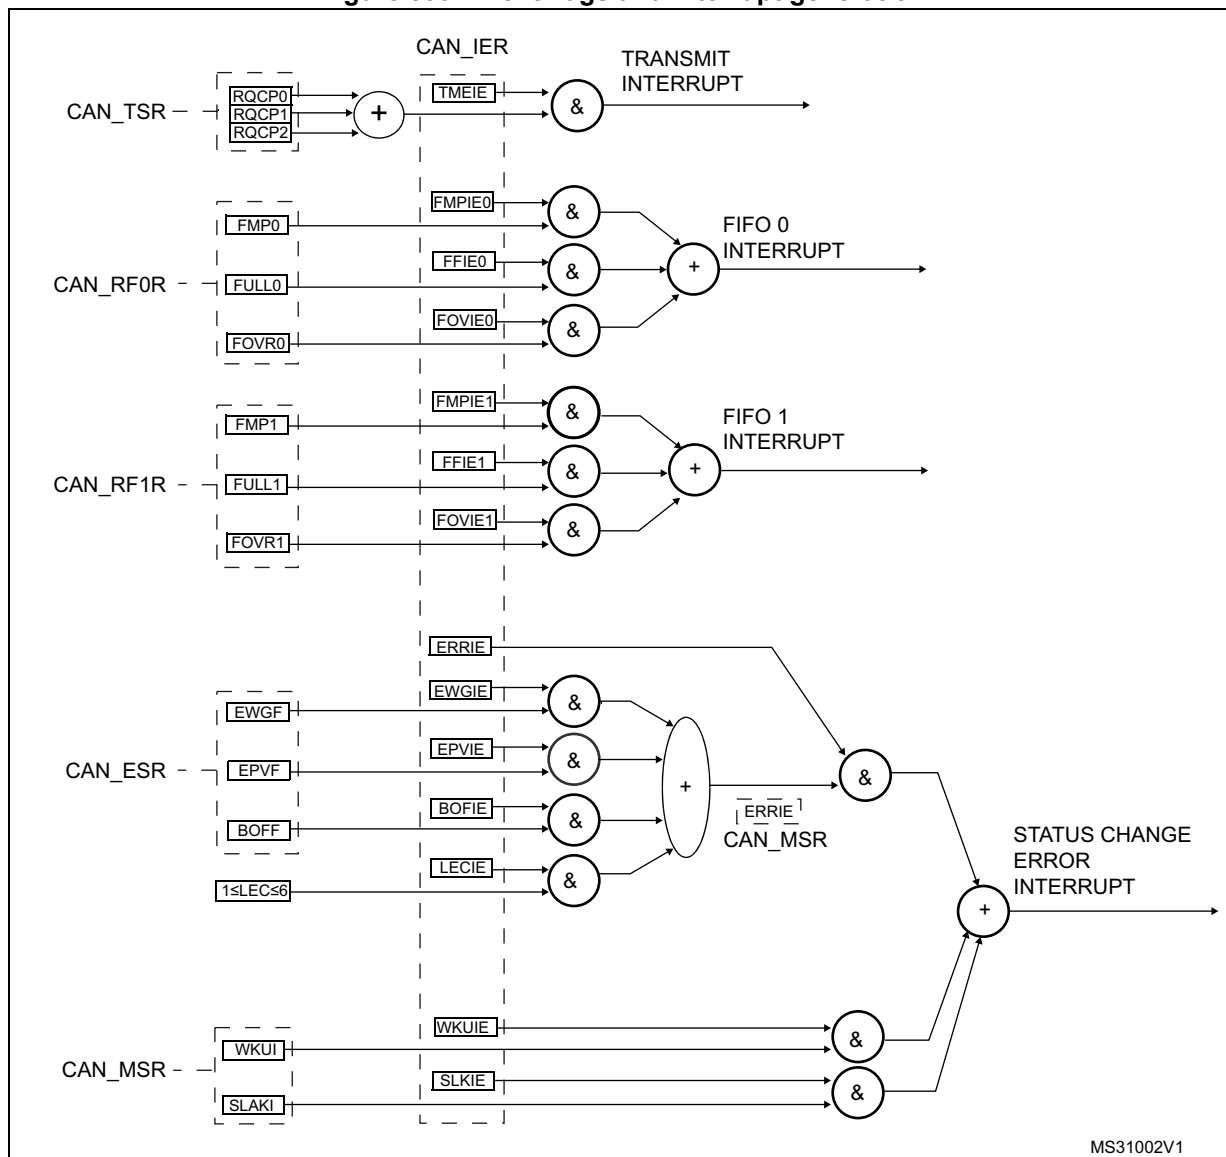 CAN_IER
TRANSMIT
INTERRUPT
CAN_TSR
RQCP0
RQCP1
RQCP2
+
TMEIE
&
FMPIE0
&
FMP0
FIFO 0
INTERRUPT
FFIE0
&
+
CAN_RF0R
FULL0
FOVIE0
&
FOVR0
FMPIE1
&
FMP1
FIFO 1
INTERRUPT
FFIE1
&
+
CAN_RF1R
FULL1
FOVIE1
&
FOVR1
ERRIE
EWGIE
&
EWGF
EPVIE
&
CAN_ESR
EPVF
+
&
BOFIE
&
ERRIE
CAN_MSR
BOFF
STATUS CHANGE
ERROR
INTERRUPT
LECIE
&
1≤LEC≤6
+
WKUIE
&
WKUI
CAN_MSR
SLKIE
&
SLAKI
MS31002V1